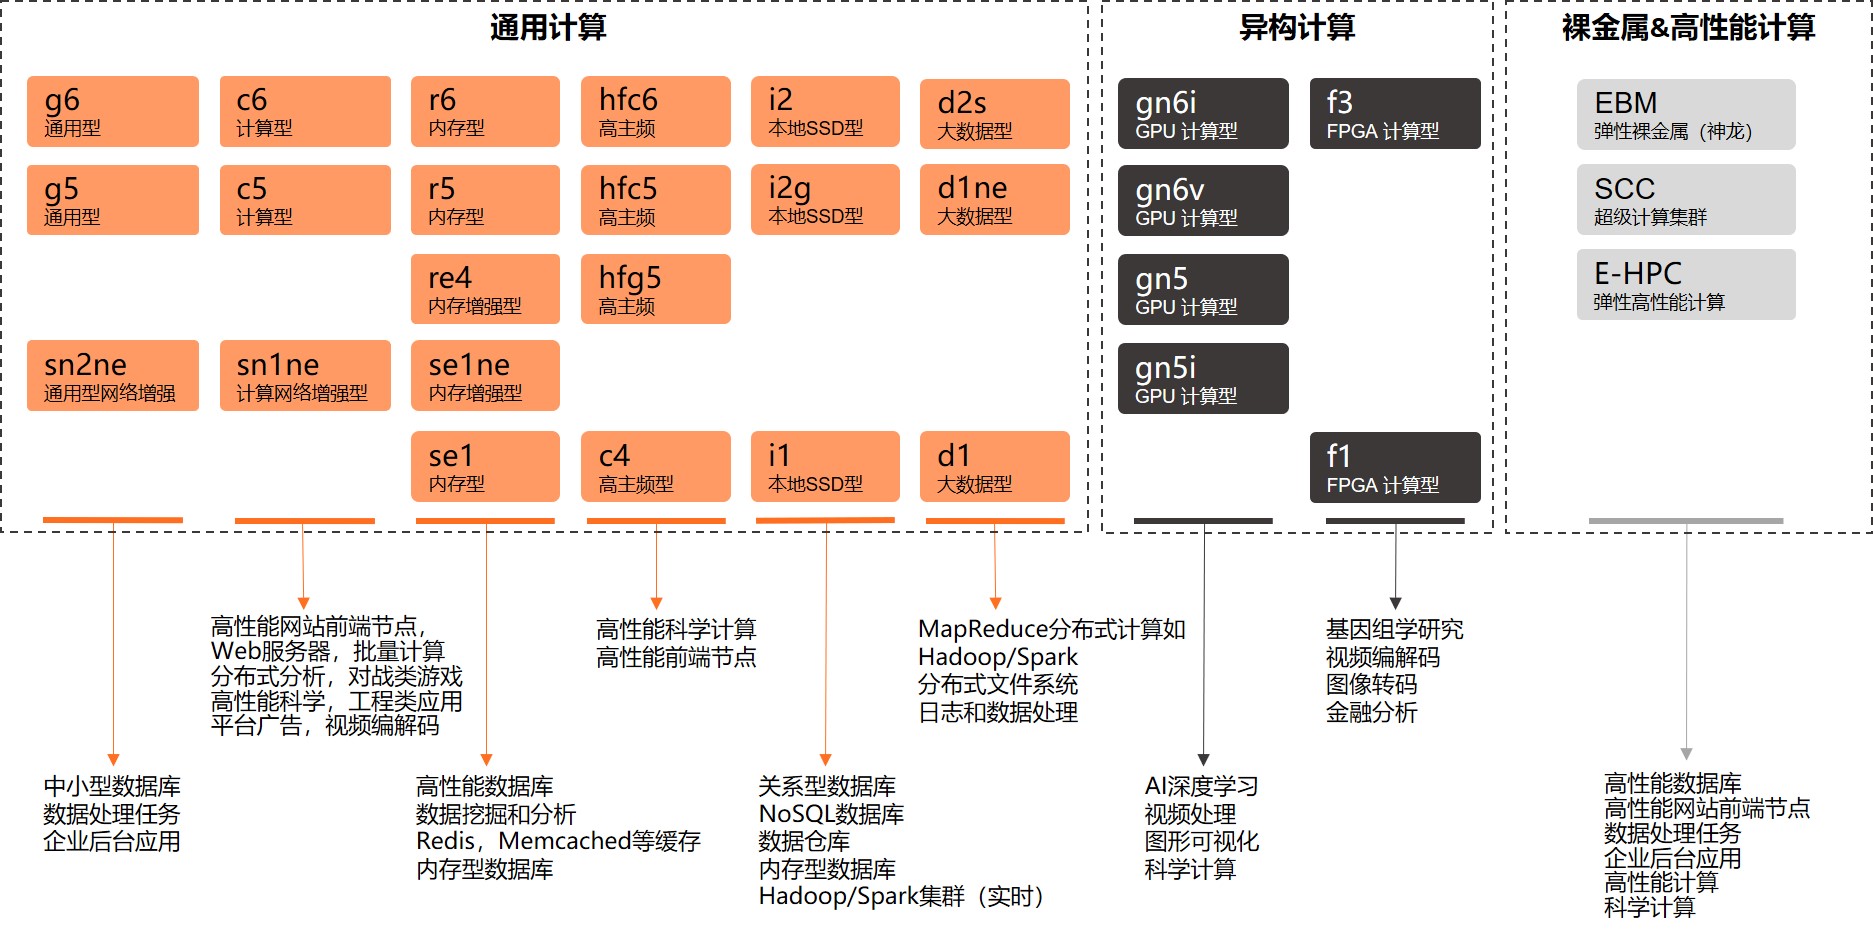 通用计算
g6
通用型
c6
计算型
r6
内存型
hfc6
高主频
i2
本地SSD型
d2s
大数据型
g5
通用型
c5
计算型
r5
内存型
hfc5
高主频
i2g
本地SSD型
d1ne
大数据型
re4
内存增强型
hfg5
高主频
sn2ne
通用型网络增强
sn1ne
计算网络增强型
se1ne
内存增强型
se1
内存型
c4
高主频型
i1
本地SSD型
d1
大数据型
异构计算
gn6i
GPU 计算型
f3
FPGA 计算型
gn6v
GPU 计算型
gn5
GPU 计算型
gn5i
GPU 计算型
f1
FPGA 计算型
裸金属&高性能计算
EBM
弹性裸金属（神龙）
SCC
超级计算集群
E-HPC
弹性高性能计算
中小型数据库
数据处理任务
企业后台应用
高性能网站前端节点，
Web服务器，批量计算
分布式分析，对战类游戏
高性能科学，工程类应用
平台广告，视频编解码
高性能数据库
数据挖掘和分析
Redis，Memcached等缓存
内存型数据库
高性能科学计算
高性能前端节点
关系型数据库
NoSQL数据库
数据仓库
内存型数据库
Hadoop/Spark集群（实时）
MapReduce分布式计算如
Hadoop/Spark
分布式文件系统
日志和数据处理
AI深度学习
视频处理
图形可视化
科学计算
基因组学研究
视频编解码
图像转码
金融分析
高性能数据库
高性能网站前端节点
数据处理任务
企业后台应用
高性能计算
科学计算